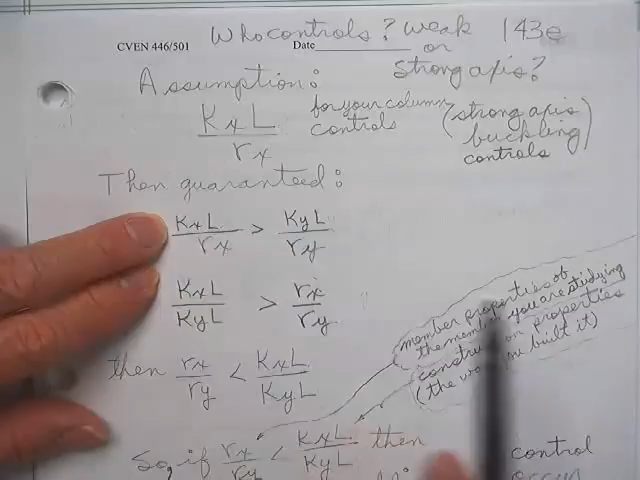 Who controls? weak 143e
CVEN 446/501 Date or
strong axis?
Assumption:
KxL / rx for your column controls (strong axis buckling controls)
Then guaranteed:
KxL / rx > KyL / ry
KxL / KyL > rx / ry
member properties of
the member you are studying
then rx / ry < KxL / KyL
properties
(the built it)
So, if rx / ry < KxL / KyL then
control
occur